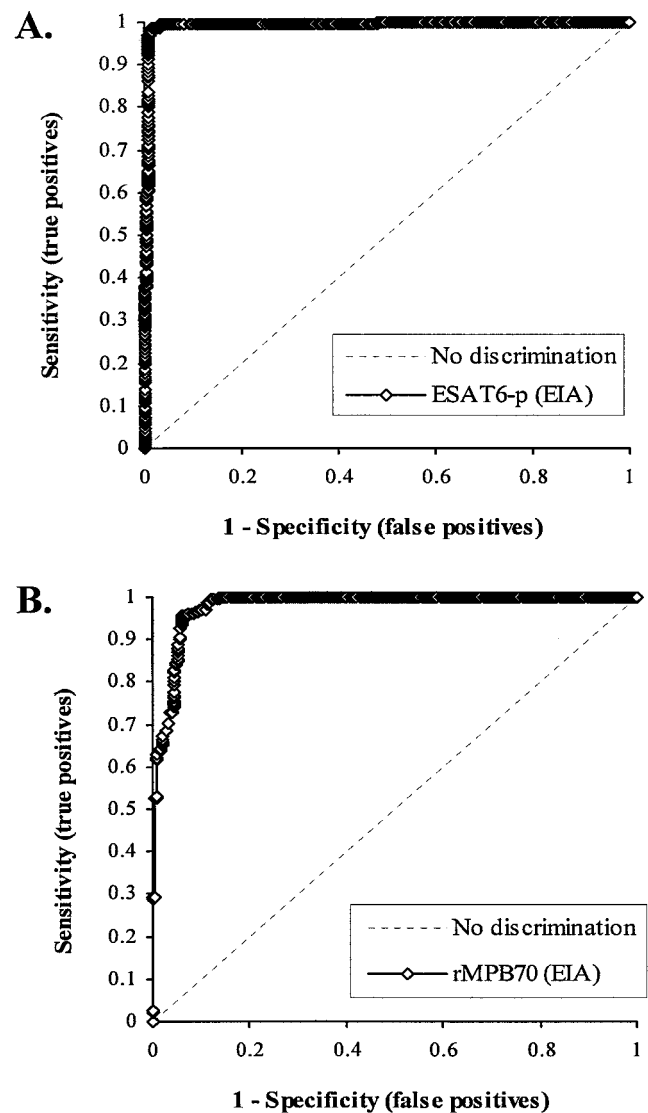 A.
1
0.9
0.8
0.7
0.6
0.5
0.4
0.3
0.2
0.1
0
Sensitivity (true positives)
No discrimination
ESAT6-p (EIA)
0 0.2 0.4 0.6 0.8 1
1 - Specificity (false positives)
B.
1
0.9
0.8
0.7
0.6
0.5
0.4
0.3
0.2
0.1
0
Sensitivity (true positives)
No discrimination
rMPB70 (EIA)
0 0.2 0.4 0.6 0.8 1
1 - Specificity (false positives)